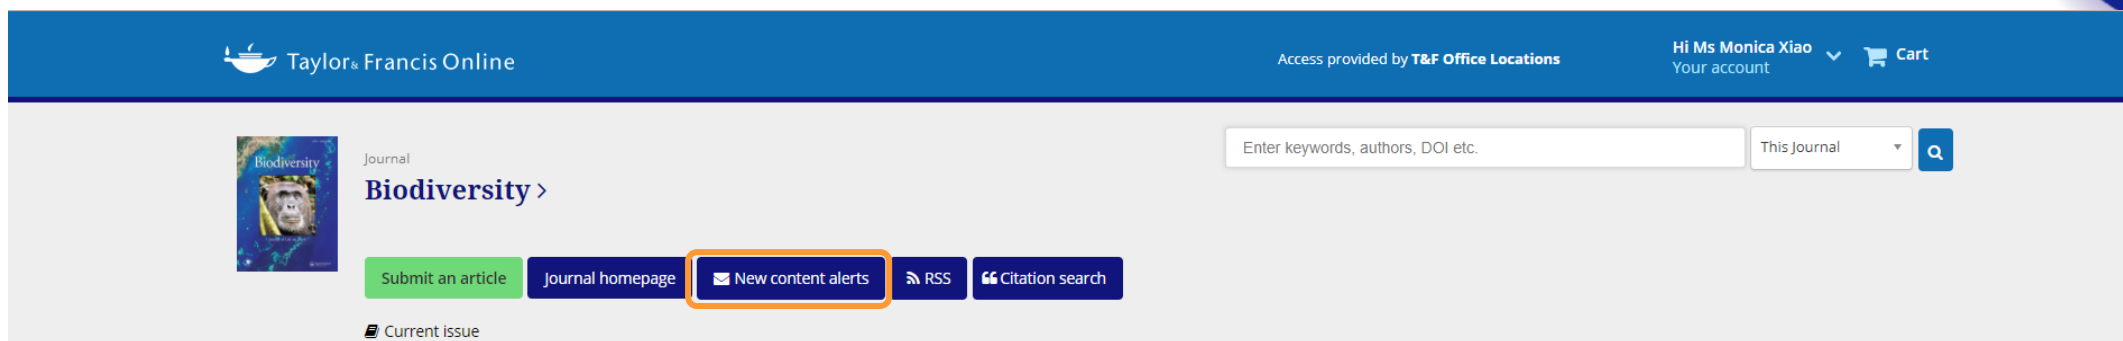 Taylor & Francis Online
Access provided by T&F Office Locations
Hi Ms Monica Xiao
Your account
Cart
Biodiversity
Journal
Biodiversity >
Enter keywords, authors, DOI etc.
This Journal
Submit an article
Journal homepage
New content alerts
RSS
Citation search
Current issue